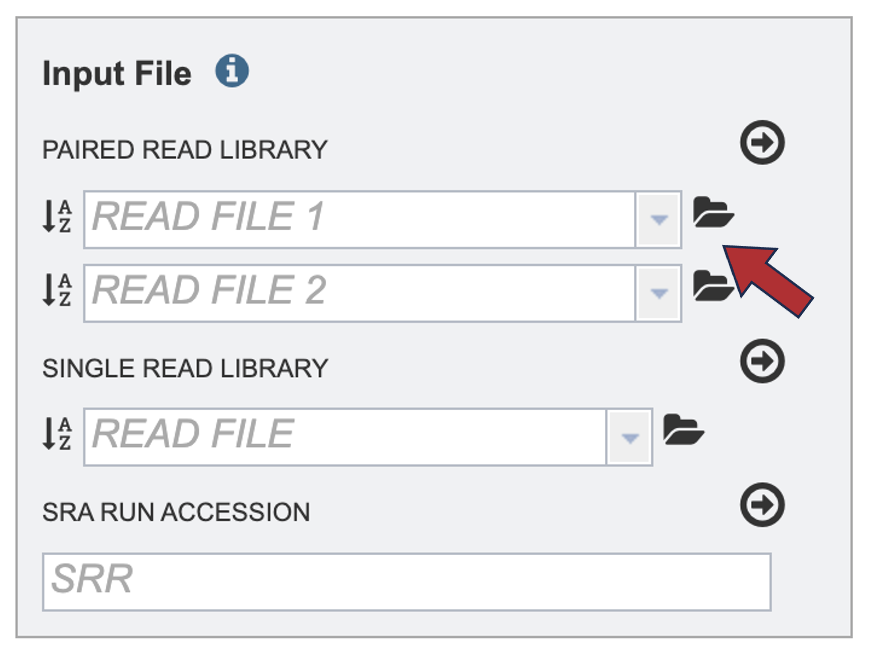 Input File
PAIRED READ LIBRARY
READ FILE 1
READ FILE 2
SINGLE READ LIBRARY
READ FILE
SRA RUN ACCESSION
SRR